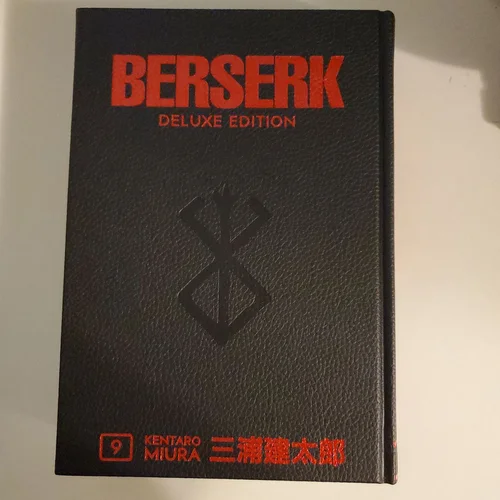 BERSERK
DELUXE EDITION
9 KENTARO MIURA 三浦建太郎